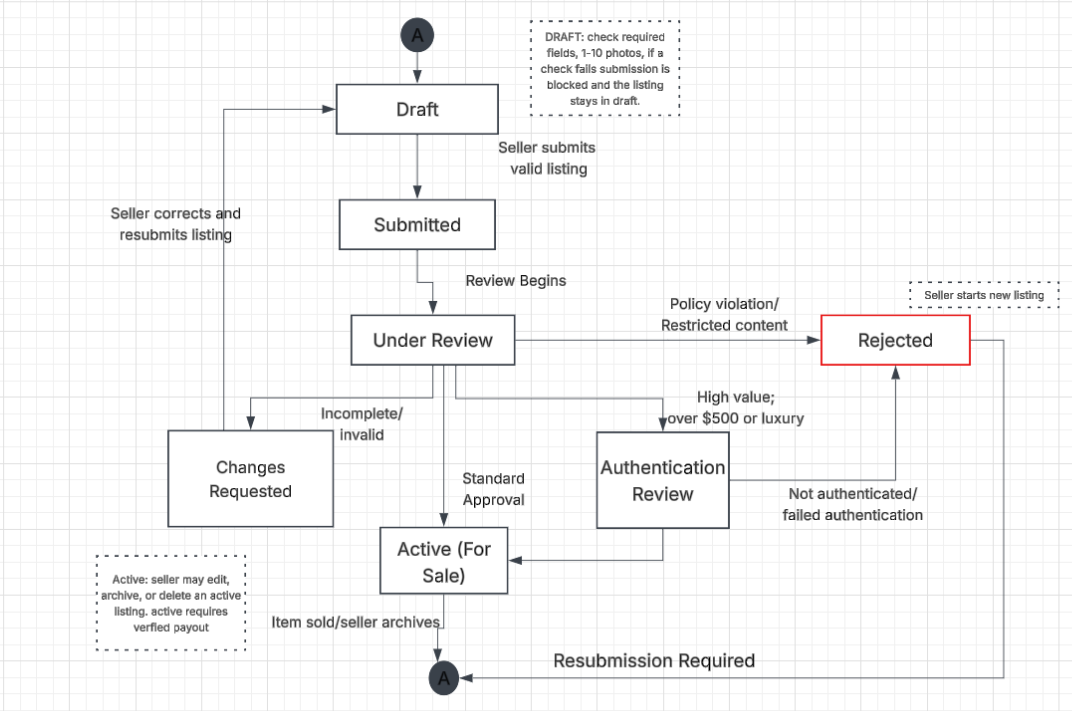 A
DRAFT: check required
fields, 1-10 photos, if a
check fails submission is
blocked and the listing
stays in draft.
Draft
Seller submits
valid listing
Submitted
Seller corrects and
resubmits listing
Review Begins
Seller starts new listing
Policy violation/
Restricted content
Under Review
Rejected
High value;
over $500 or luxury
Incomplete/
invalid
Changes
Requested
Authentication
Review
Standard
Approval
Not authenticated/
failed authentication
Active (For
Sale)
Active: seller may edit,
archive, or delete an active
listing. active requires
verfied payout
Item sold/seller archives
Resubmission Required
A